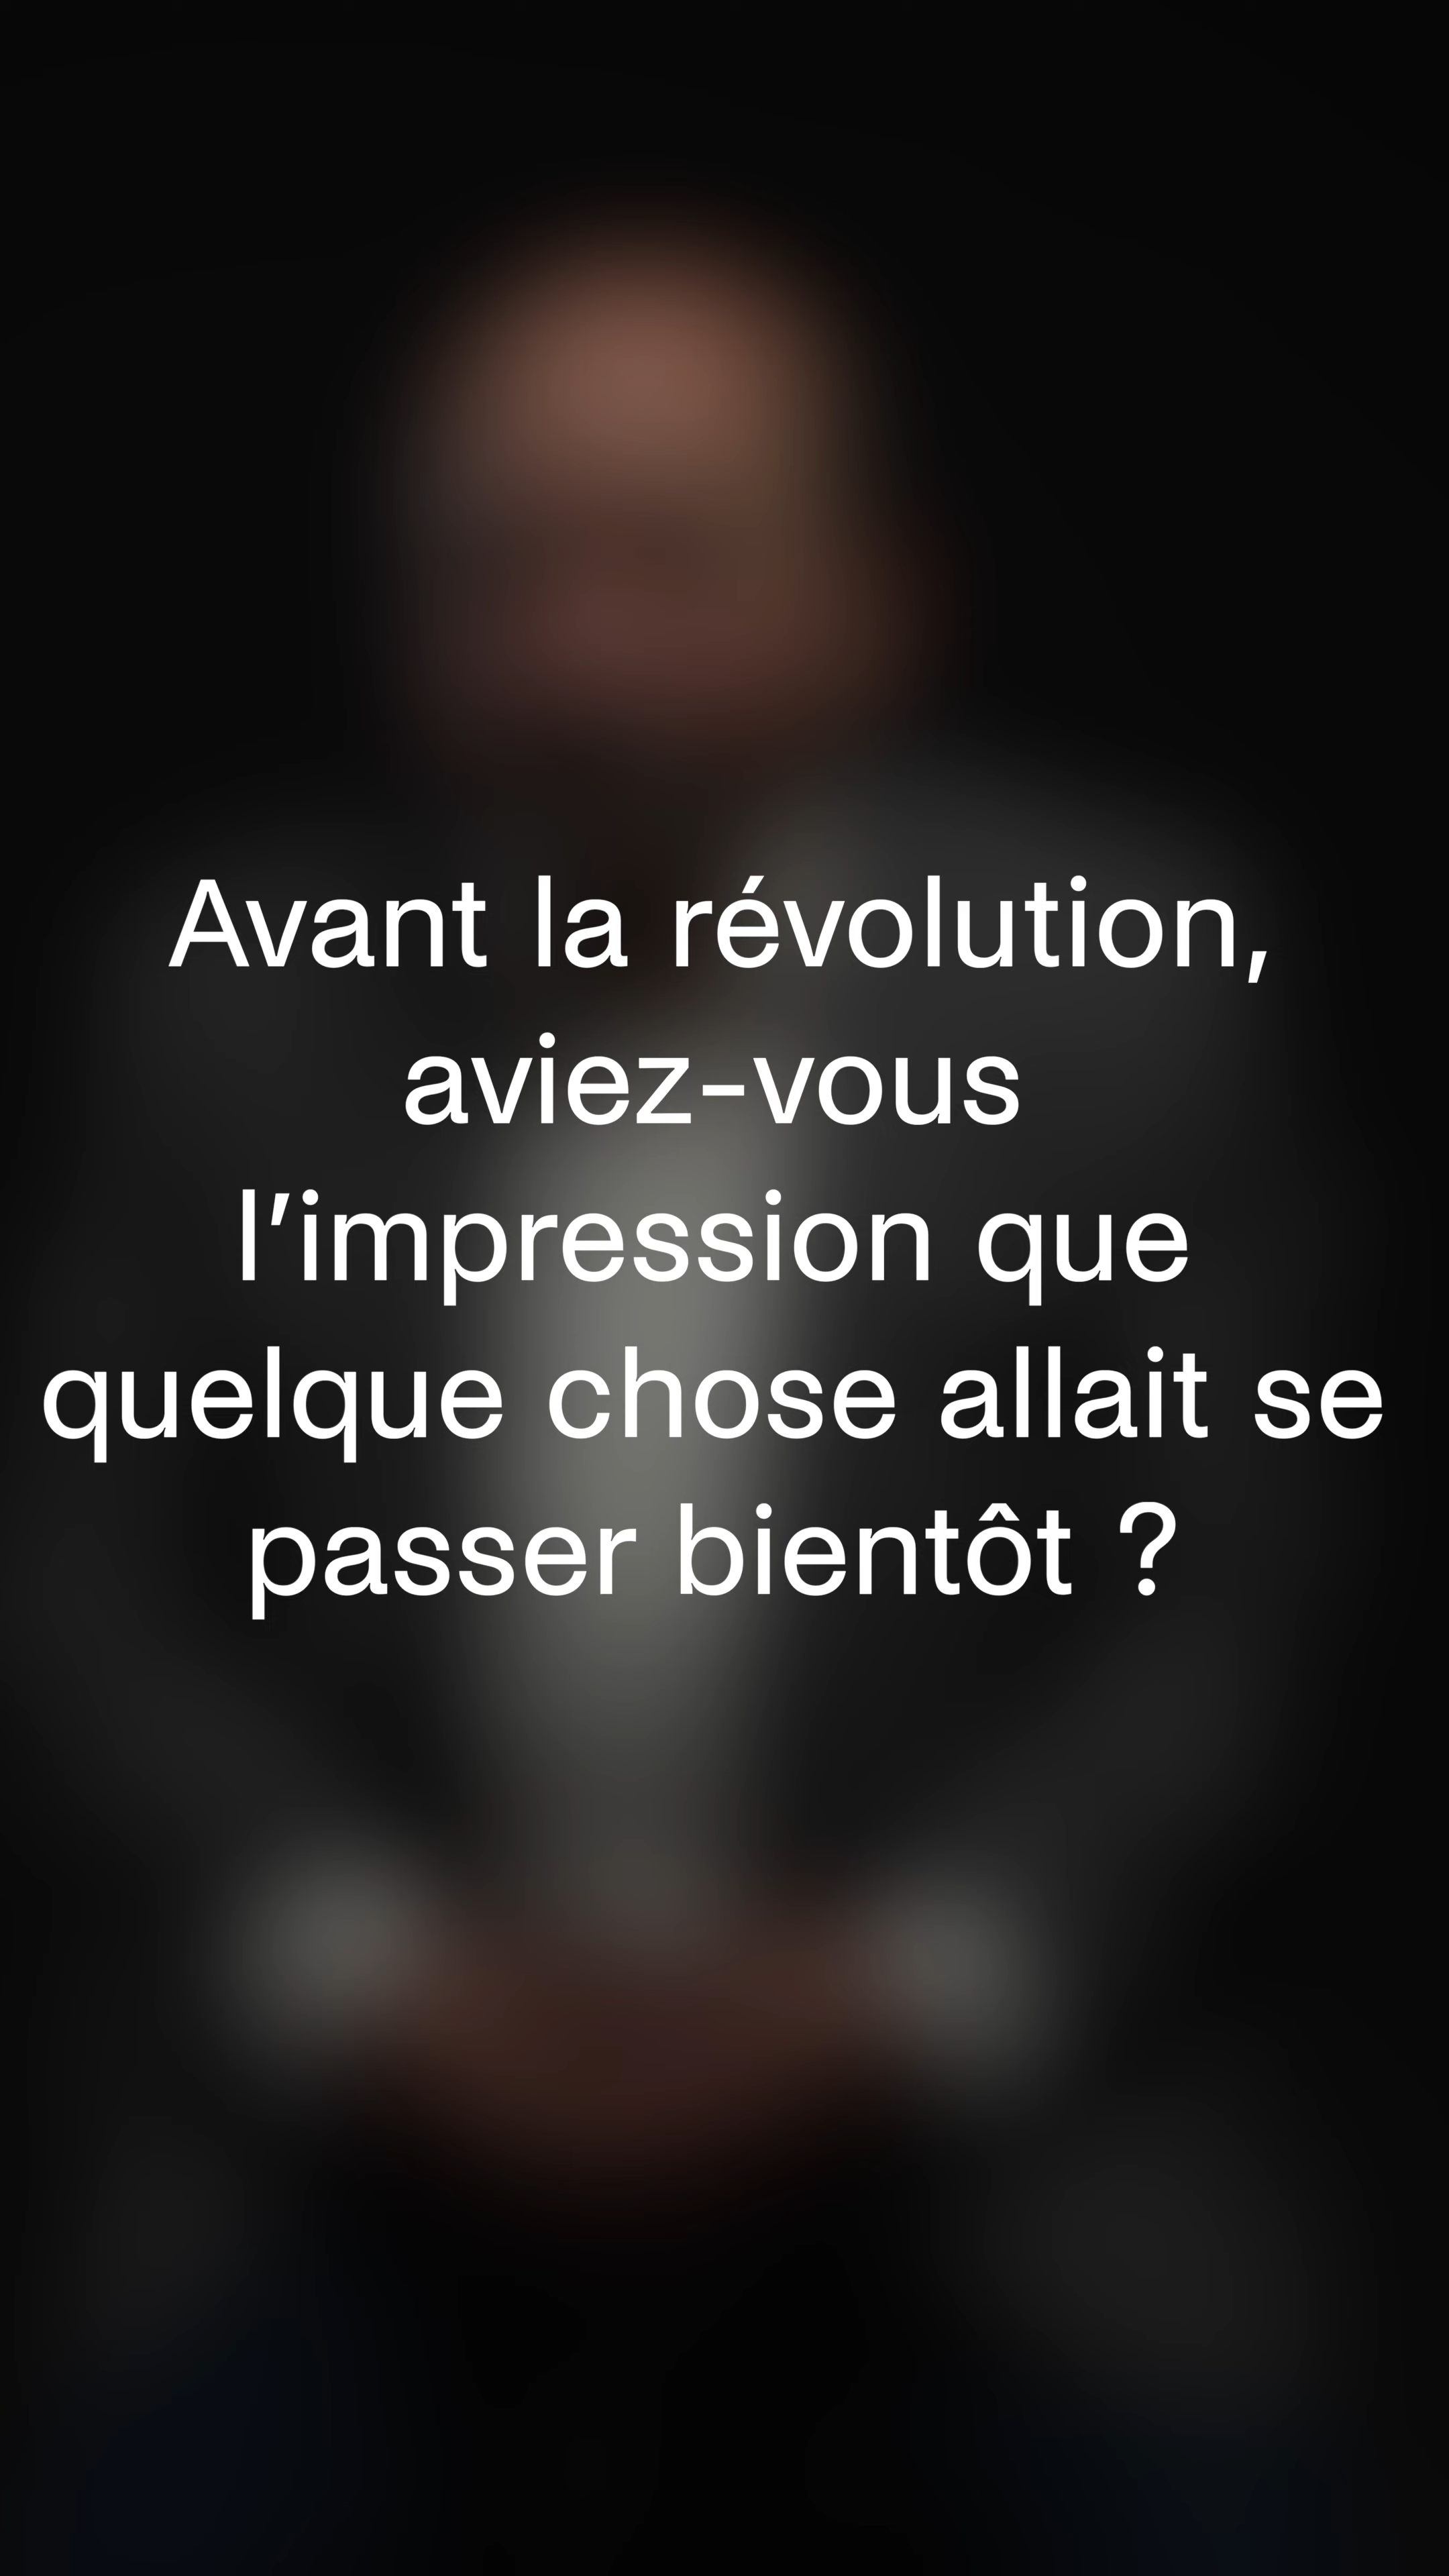 Avant la révolution,
aviez-vous
l’impression que
quelque chose allait se
passer bientôt ?